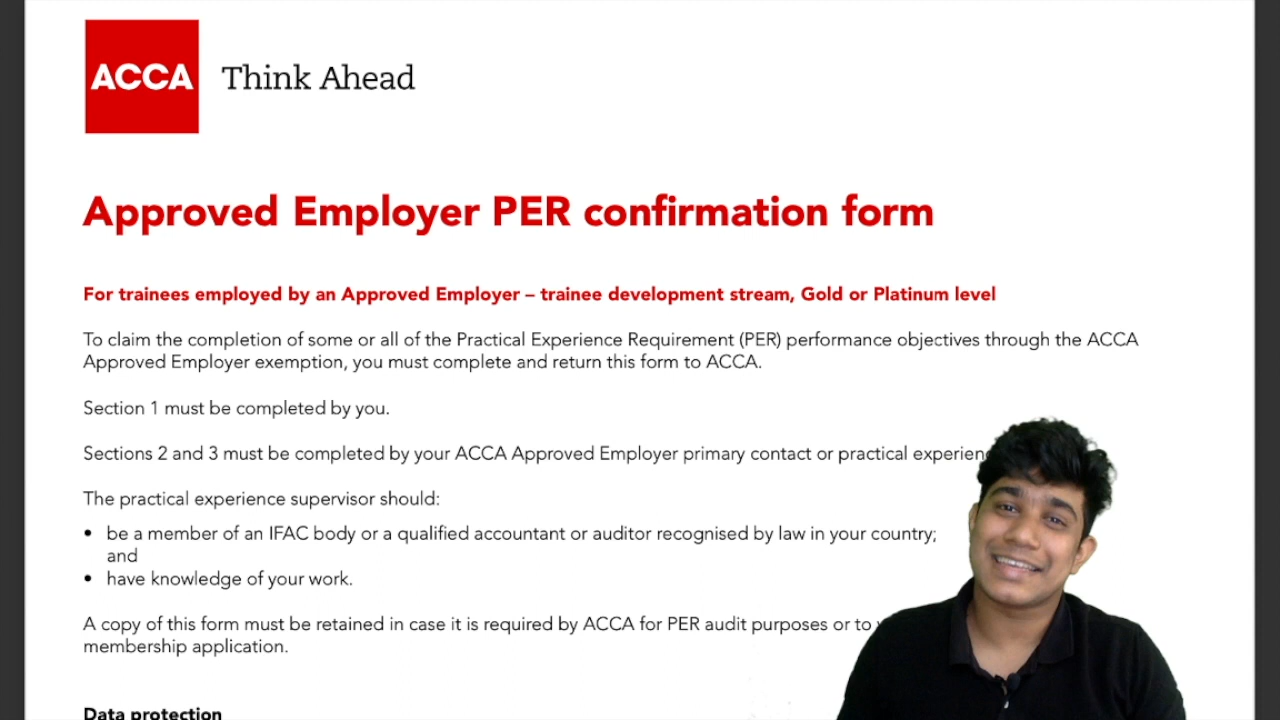 ACCA Think Ahead
Approved Employer PER confirmation form
For trainees employed by an Approved Employer – trainee development stream, Gold or Platinum level
To claim the completion of some or all of the Practical Experience Requirement (PER) performance objectives through the ACCA
Approved Employer exemption, you must complete and return this form to ACCA.
Section 1 must be completed by you.
Sections 2 and 3 must be completed by your ACCA Approved Employer primary contact or practical
The practical experience supervisor should:
• be a member of an IFAC body or a qualified accountant or auditor recognised by law in your country;
and
• have knowledge of your work.
A copy of this form must be retained in case it is required by ACCA for PER audit purposes or to
membership application.
Data protection